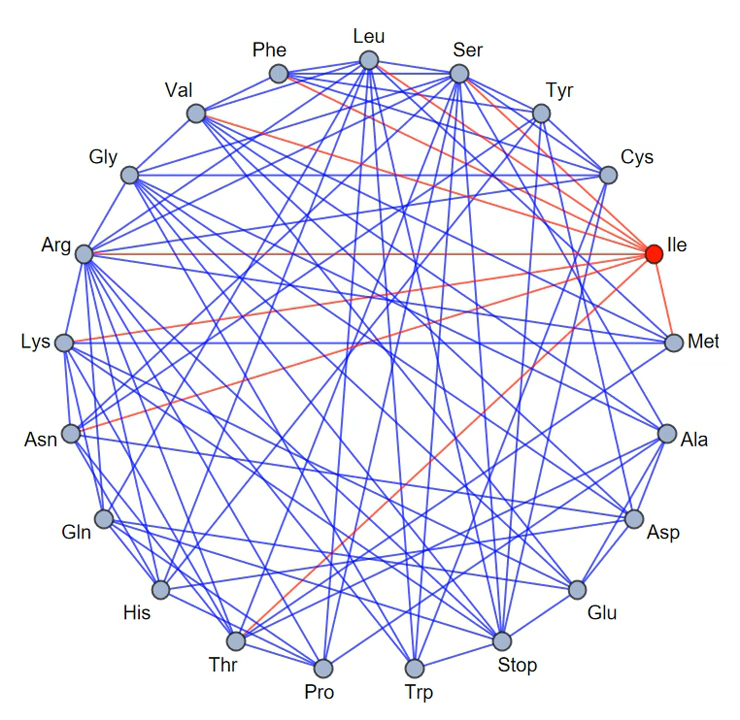 Leu
Phe
Ser
Val
Tyr
Gly
Cys
Arg
Ile
Lys
Met
Asn
Ala
Gln
Asp
His
Glu
Thr
Stop
Pro
Trp